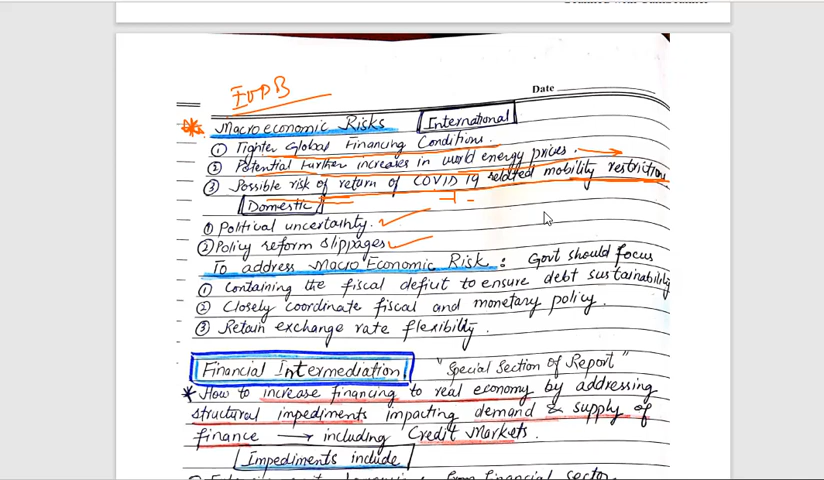 Date
Macroeconomic Risks International
① Tighter Global Financing Conditions.
② Potential Further increases in world energy prices.
③ Possible risk of return of COVID 19 related mobility restriction
Domestic
① Political uncertainty.
② Policy reform slippages
To address Macro Economic Risk : Govt should focus
① Containing the fiscal deficit to ensure debt sustainability
② Closely coordinate fiscal and monetary policy.
③ Retain exchange rate flexibility.
Financial Intermediation "Special Section of Report"
* How to increase financing to real economy by addressing
structural impediments impacting demand & supply of
finance → including Credit Markets.
Impediments include
from financial sector